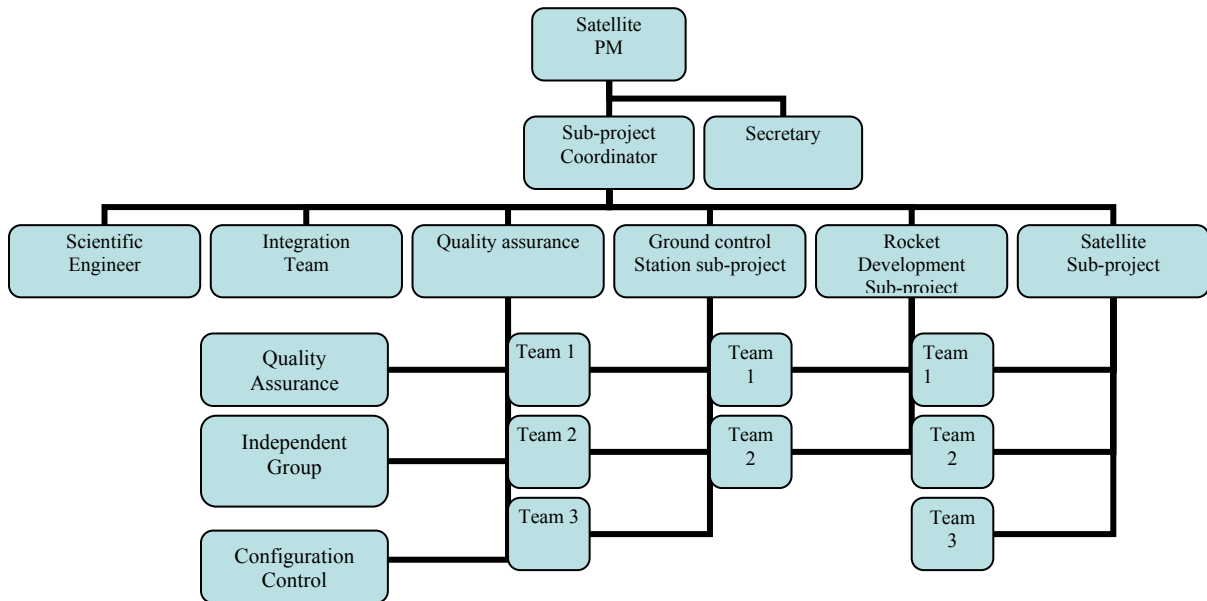 Satellite
PM
Sub-project
Coordinator
Secretary
Scientific
Engineer
Integration
Team
Quality assurance
Ground control
Station sub-project
Rocket
Development
Sub-project
Satellite
Sub-project
Quality
Assurance
Team 1
Team
1
Team
1
Independent
Group
Team 2
Team
2
Team
2
Configuration
Control
Team 3
Team
3